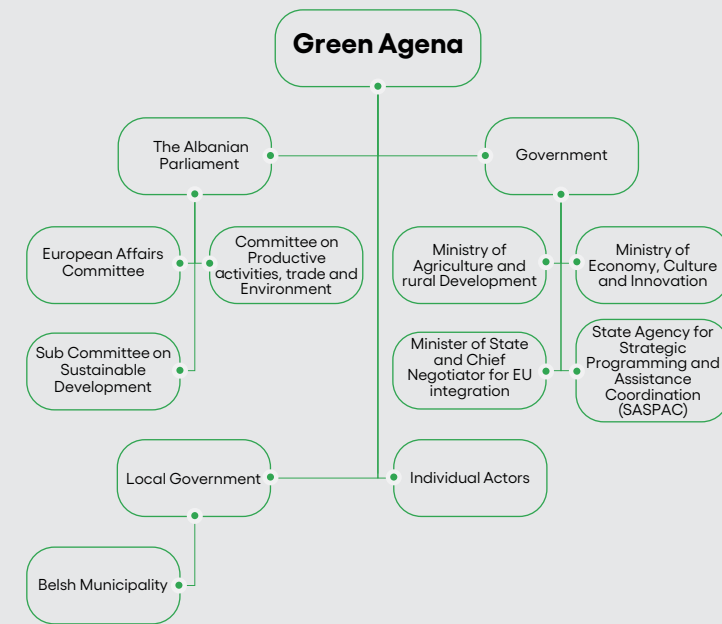 Green Agena
The Albanian
Parliament
Government
European Affairs
Committee
Committee on
Productive
activities, trade and
Environment
Ministry of
Agriculture and
rural Development
Ministry of
Economy, Culture
and Innovation
Sub Committee on
Sustainable
Development
Minister of State
and Chief
Negotiator for EU
integration
State Agency for
Strategic
Programming and
Assistance
Coordination
(SASPAC)
Local Government
Individual Actors
Belsh Municipality